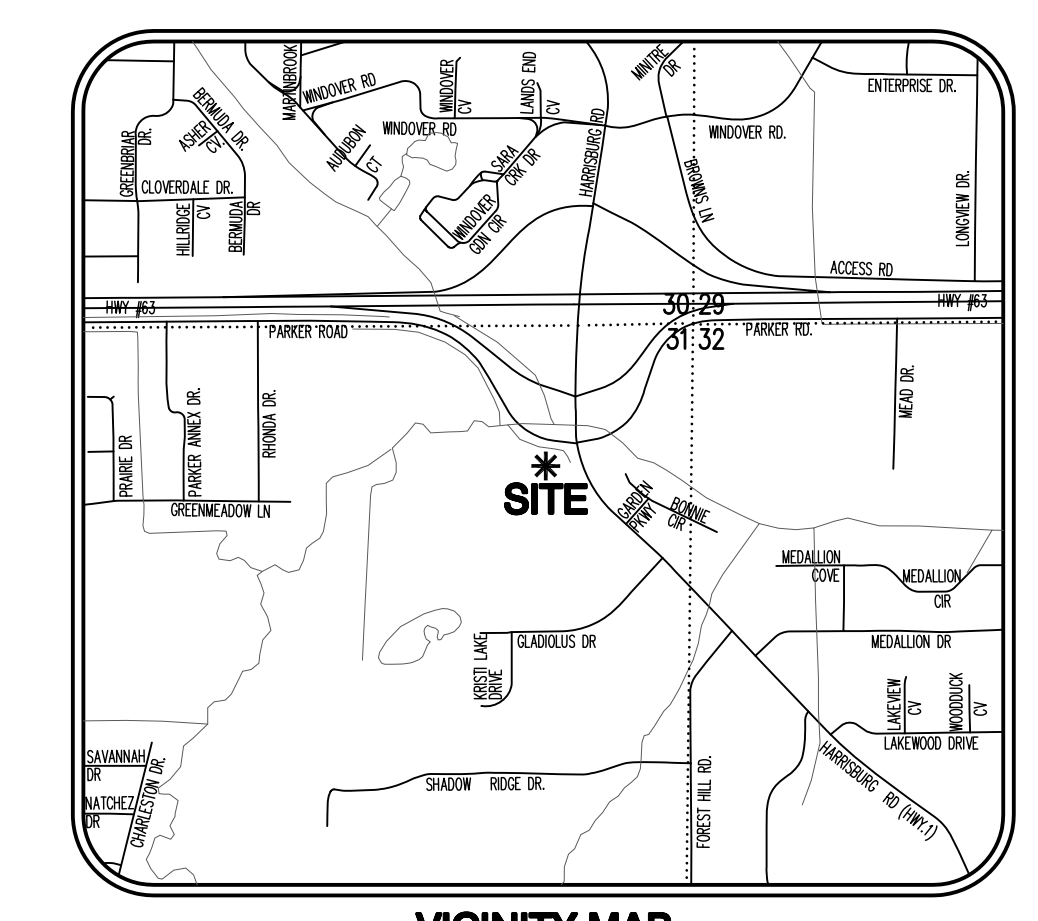 MARTINBROOK
WINDOVER RD
WINDOVER
CV
LANDS END
CV
MINITRE
DR
ENTERPRISE DR.
BERMUDA DR.
ASHER
CV.
GREENBRIAR
DR.
AUDUBON
CT
WINDOVER RD
HARRISBURG RD
WINDOVER RD.
SARA
CRK DR
BROWNS LN
CLOVERDALE DR.
HILLRIDGE
CV
BERMUDA
DR
WINDOVER
GDN CIR
LONGVIEW DR.
ACCESS RD
HWY #63
30 29
HWY #63
PARKER ROAD
31 32
PARKER RD.
PRAIRIE DR
PARKER ANNEX DR.
RHONDA DR.
MEAD DR.
GREENMEADOW LN
SITE
GARDEN
PKWY
BONNIE
CIR
MEDALLION
COVE
MEDALLION
CIR
GLADIOLUS DR
MEDALLION DR
KRISTI LAKE
DRIVE
LAKEVIEW
CV
WOODDUCK
CV
LAKEWOOD DRIVE
SAVANNAH
DR
NATCHEZ
DR
CHARLESTON DR.
SHADOW RIDGE DR.
FOREST HILL RD.
HARRISBURG RD (HWY.1)
VICINITY MAP